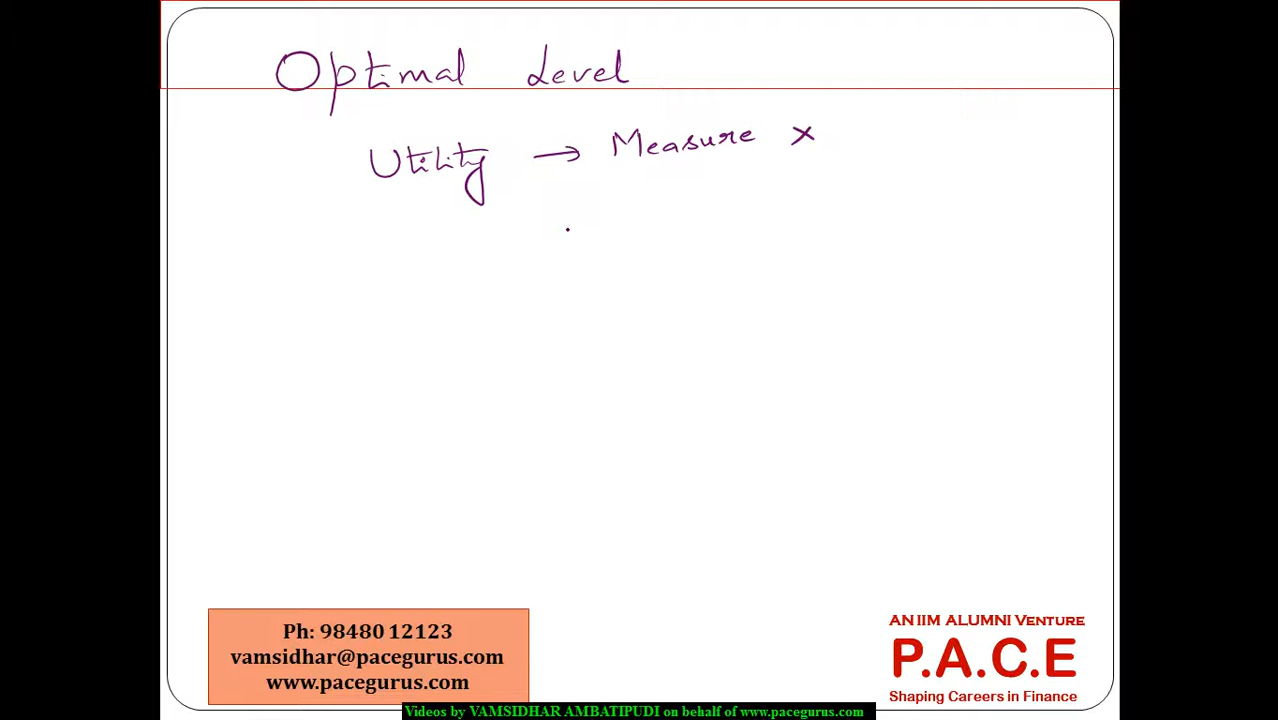 Optimal Level
Utility → Measure ×
Ph: 98480 12123
vamsidhar@pacegurus.com
www.pacegurus.com
AN IIM ALUMNI VENTURE
P.A.C.E
Shaping Careers in Finance
Videos by VAMSIDHAR AMBATIPUDI on behalf of www.pacegurus.com